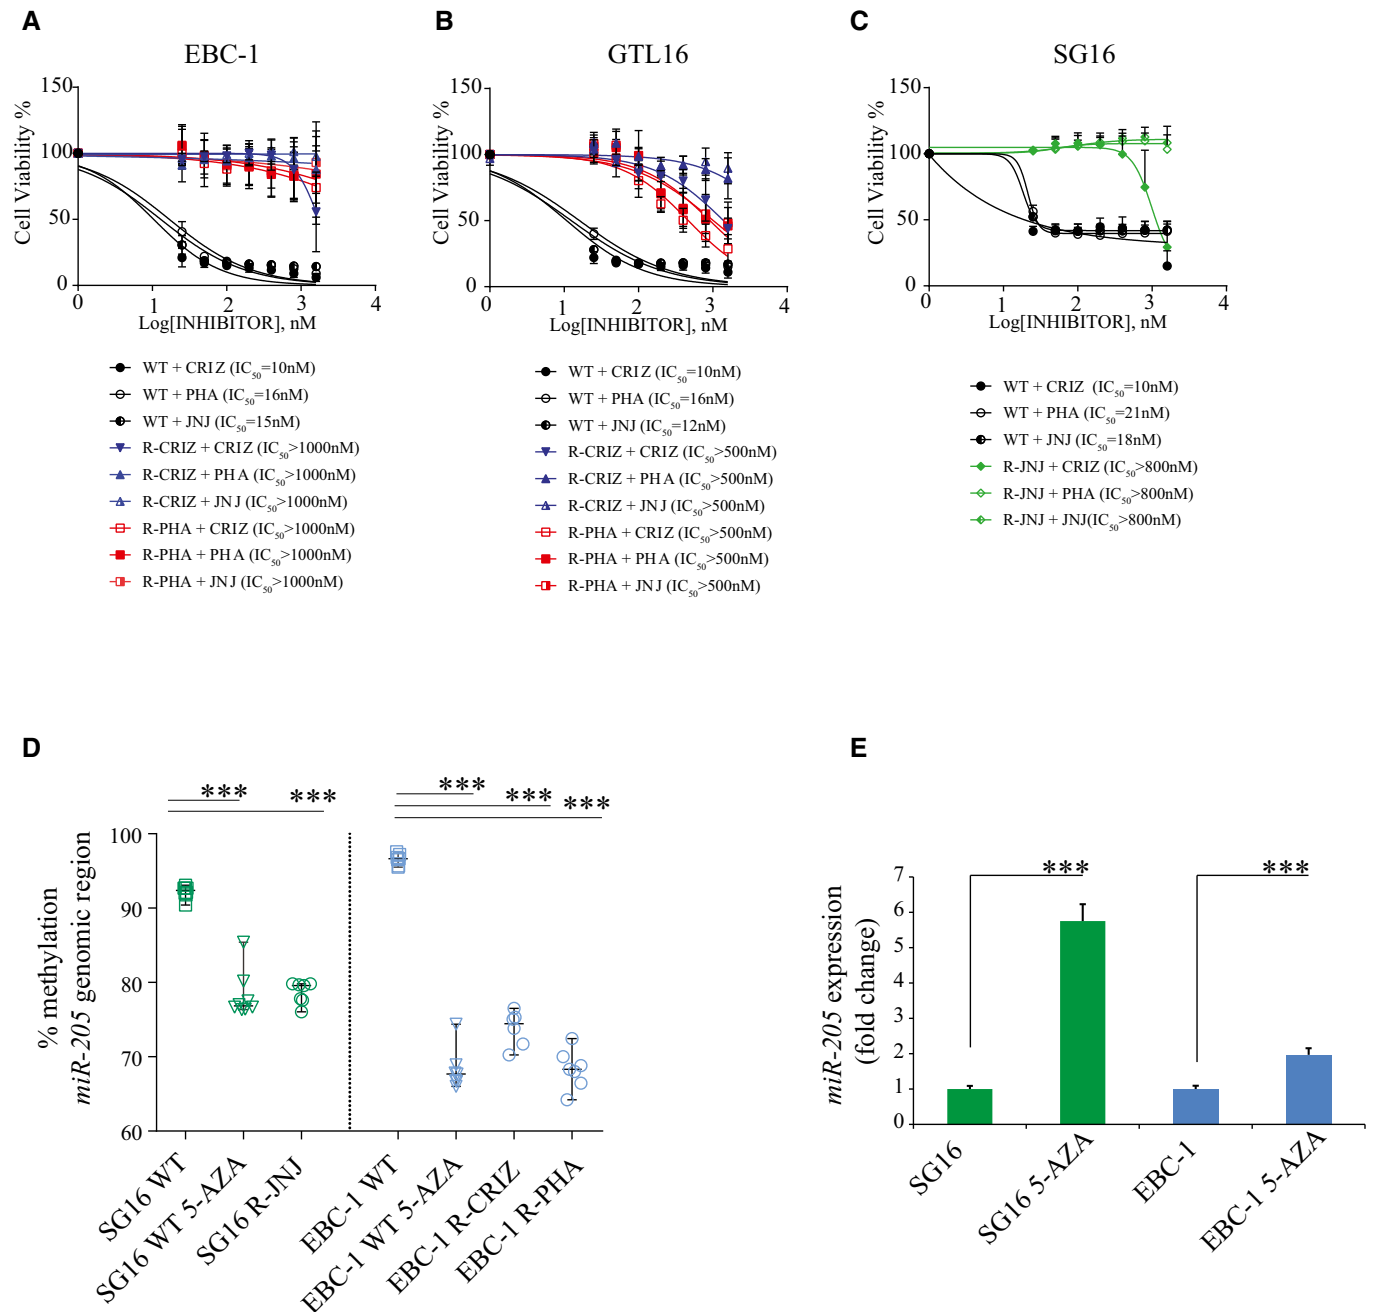 A
EBC-1
Cell Viability %
150
100
50
0
0 1 2 3 4
Log[INHIBITOR], nM
WT + CRIZ (IC50=10nM)
WT + PHA (IC50=16nM)
WT + JNJ (IC50=15nM)
R-CRIZ + CRIZ (IC50>1000nM)
R-CRIZ + PHA (IC50>1000nM)
R-CRIZ + JNJ (IC50>1000nM)
R-PHA + CRIZ (IC50>1000nM)
R-PHA + PHA (IC50>1000nM)
R-PHA + JNJ (IC50>1000nM)
B
GTL16
Cell Viability %
150
100
50
0
0 1 2 3 4
Log[INHIBITOR], nM
WT + CRIZ (IC50=10nM)
WT + PHA (IC50=16nM)
WT + JNJ (IC50=12nM)
R-CRIZ + CRIZ (IC50>500nM)
R-CRIZ + PHA (IC50>500nM)
R-CRIZ + JNJ (IC50>500nM)
R-PHA + CRIZ (IC50>500nM)
R-PHA + PHA (IC50>500nM)
R-PHA + JNJ (IC50>500nM)
C
SG16
Cell Viability %
150
100
50
0
0 1 2 3 4
Log[INHIBITOR], nM
WT + CRIZ (IC50=10nM)
WT + PHA (IC50=21nM)
WT + JNJ (IC50=18nM)
R-JNJ + CRIZ (IC50>800nM)
R-JNJ + PHA (IC50>800nM)
R-JNJ + JNJ(IC50>800nM)
D
*** *** *** *** ***
% methylation
miR-205 genomic region
100
90
80
70
60
SG16 WT
SG16 WT 5-AZA
SG16 R-JNJ
EBC-1 WT
EBC-1 WT 5-AZA
EBC-1 R-CRIZ
EBC-1 R-PHA
E
*** ***
miR-205 expression
(fold change)
7
6
5
4
3
2
1
0
SG16
SG16 5-AZA
EBC-1
EBC-1 5-AZA